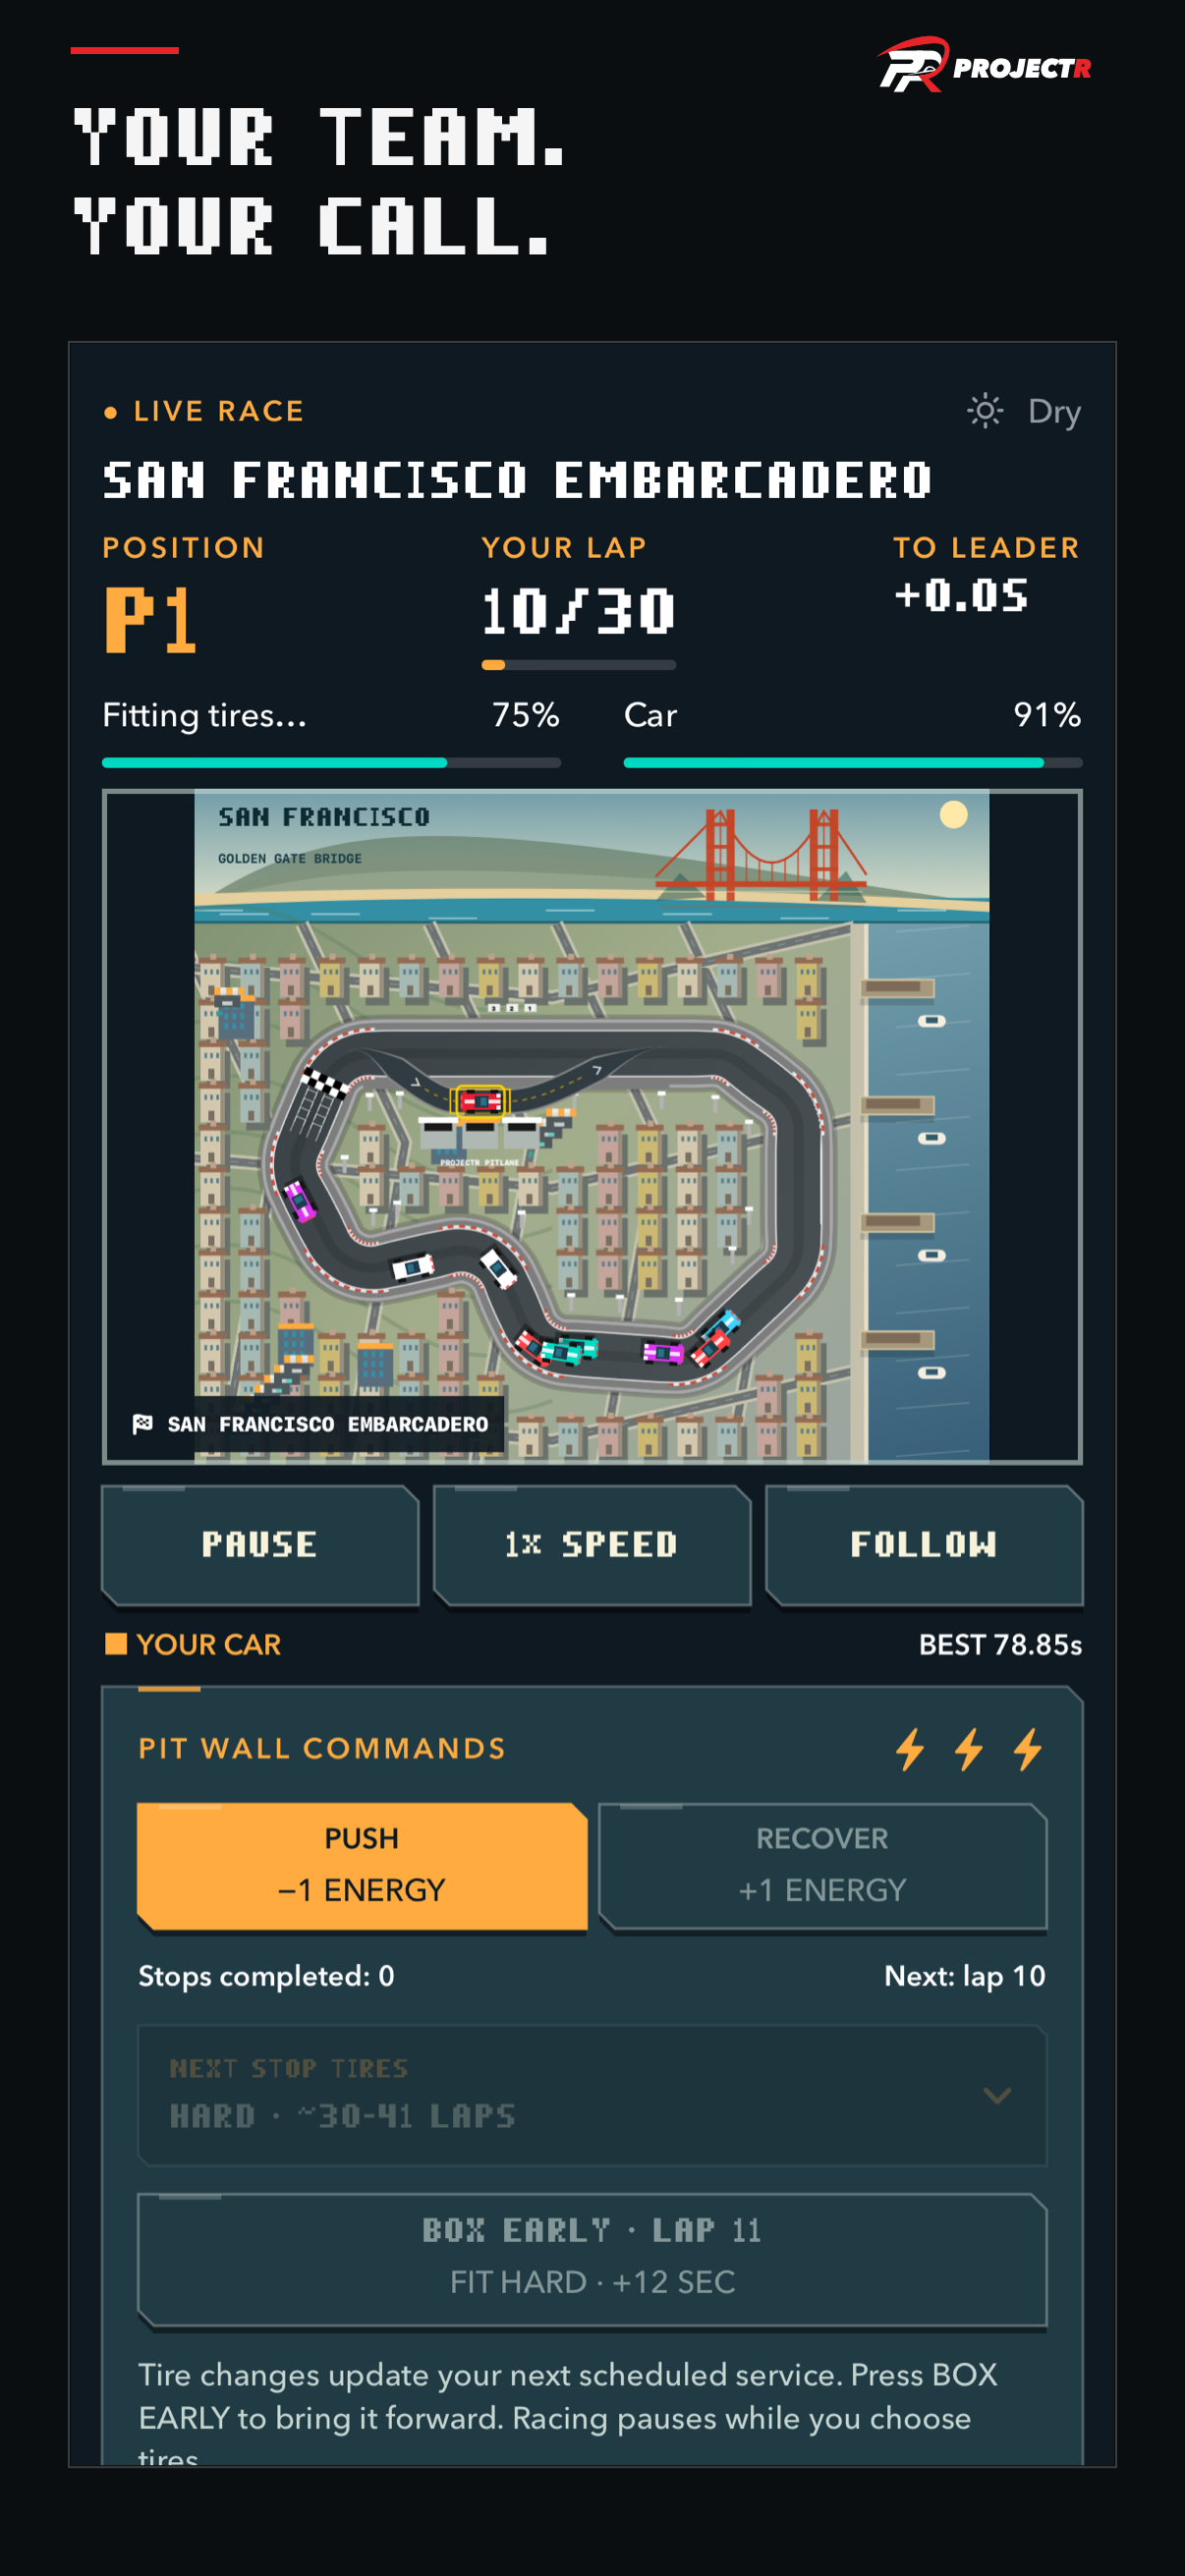 PROJECTR
YOUR TEAM.
YOUR CALL.
LIVE RACE
Dry
SAN FRANCISCO EMBARCADERO
POSITION
YOUR LAP
TO LEADER
P1
10/30
+0.0S
Fitting tires...
75%
Car
91%
SAN FRANCISCO
GOLDEN GATE BRIDGE
3 2 1
PROJECTR PITLANE
SAN FRANCISCO EMBARCADERO
PAUSE
1X SPEED
FOLLOW
YOUR CAR
BEST 78.85s
PIT WALL COMMANDS
PUSH
−1 ENERGY
RECOVER
+1 ENERGY
Stops completed: 0
Next: lap 10
NEXT STOP TIRES
HARD · ~30-41 LAPS
BOX EARLY · LAP 11
FIT HARD · +12 SEC
Tire changes update your next scheduled service. Press BOX
EARLY to bring it forward. Racing pauses while you choose
tires